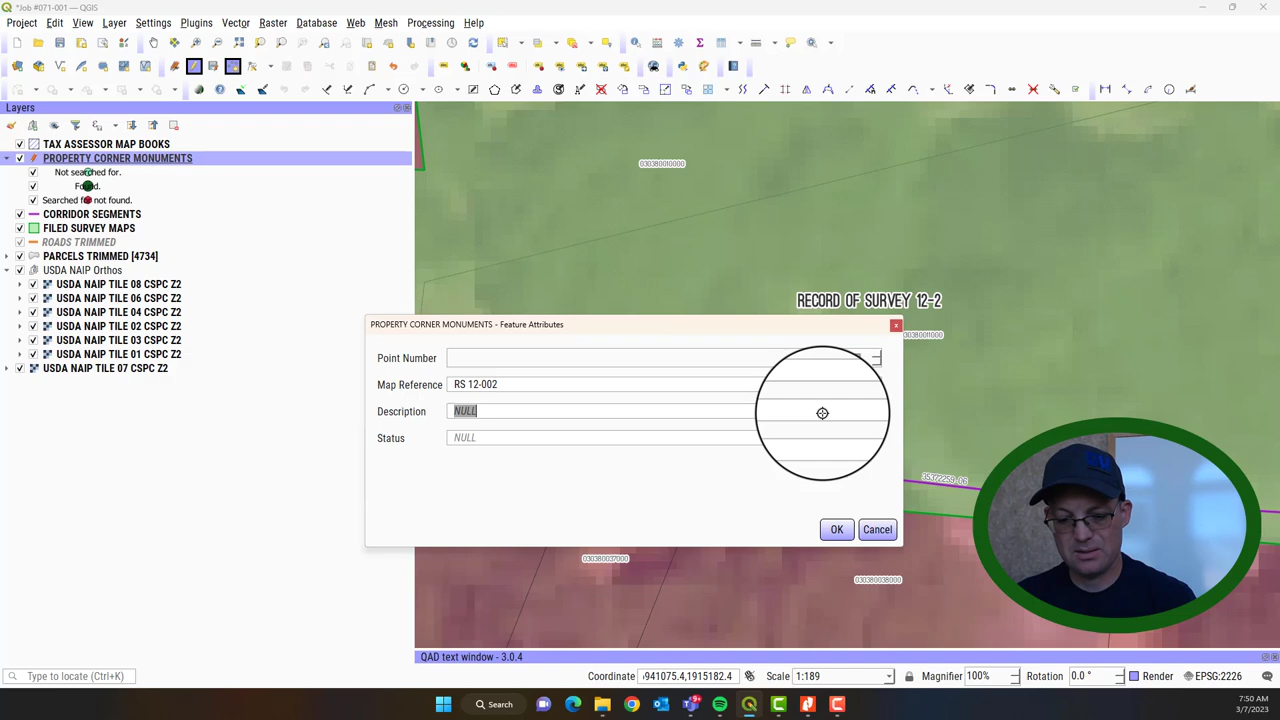 *Job #071-001 — QGIS
Project Edit View Layer Settings Plugins Vector Raster Database Web Mesh Processing Help
Layers
TAX ASSESSOR MAP BOOKS
PROPERTY CORNER MONUMENTS
Not searched for.
Found.
Searched for not found.
CORRIDOR SEGMENTS
FILED SURVEY MAPS
ROADS TRIMMED
PARCELS TRIMMED [4734]
USDA NAIP Orthos
USDA NAIP TILE 08 CSPC Z2
USDA NAIP TILE 06 CSPC Z2
USDA NAIP TILE 04 CSPC Z2
USDA NAIP TILE 02 CSPC Z2
USDA NAIP TILE 03 CSPC Z2
USDA NAIP TILE 01 CSPC Z2
USDA NAIP TILE 07 CSPC Z2
030380010000
RECORD OF SURVEY 12-2
030380011000
PROPERTY CORNER MONUMENTS - Feature Attributes
Point Number
Map Reference RS 12-002
Description NULL
Status NULL
OK Cancel
35372259-06
030380037000
030380038000
QAD text window - 3.0.4
Type to locate (Ctrl+K)
Coordinate 941075.4,1915182.4 Scale 1:189 Magnifier 100% Rotation 0.0 ° Render EPSG:2226
Search
7:50 AM
3/7/2023